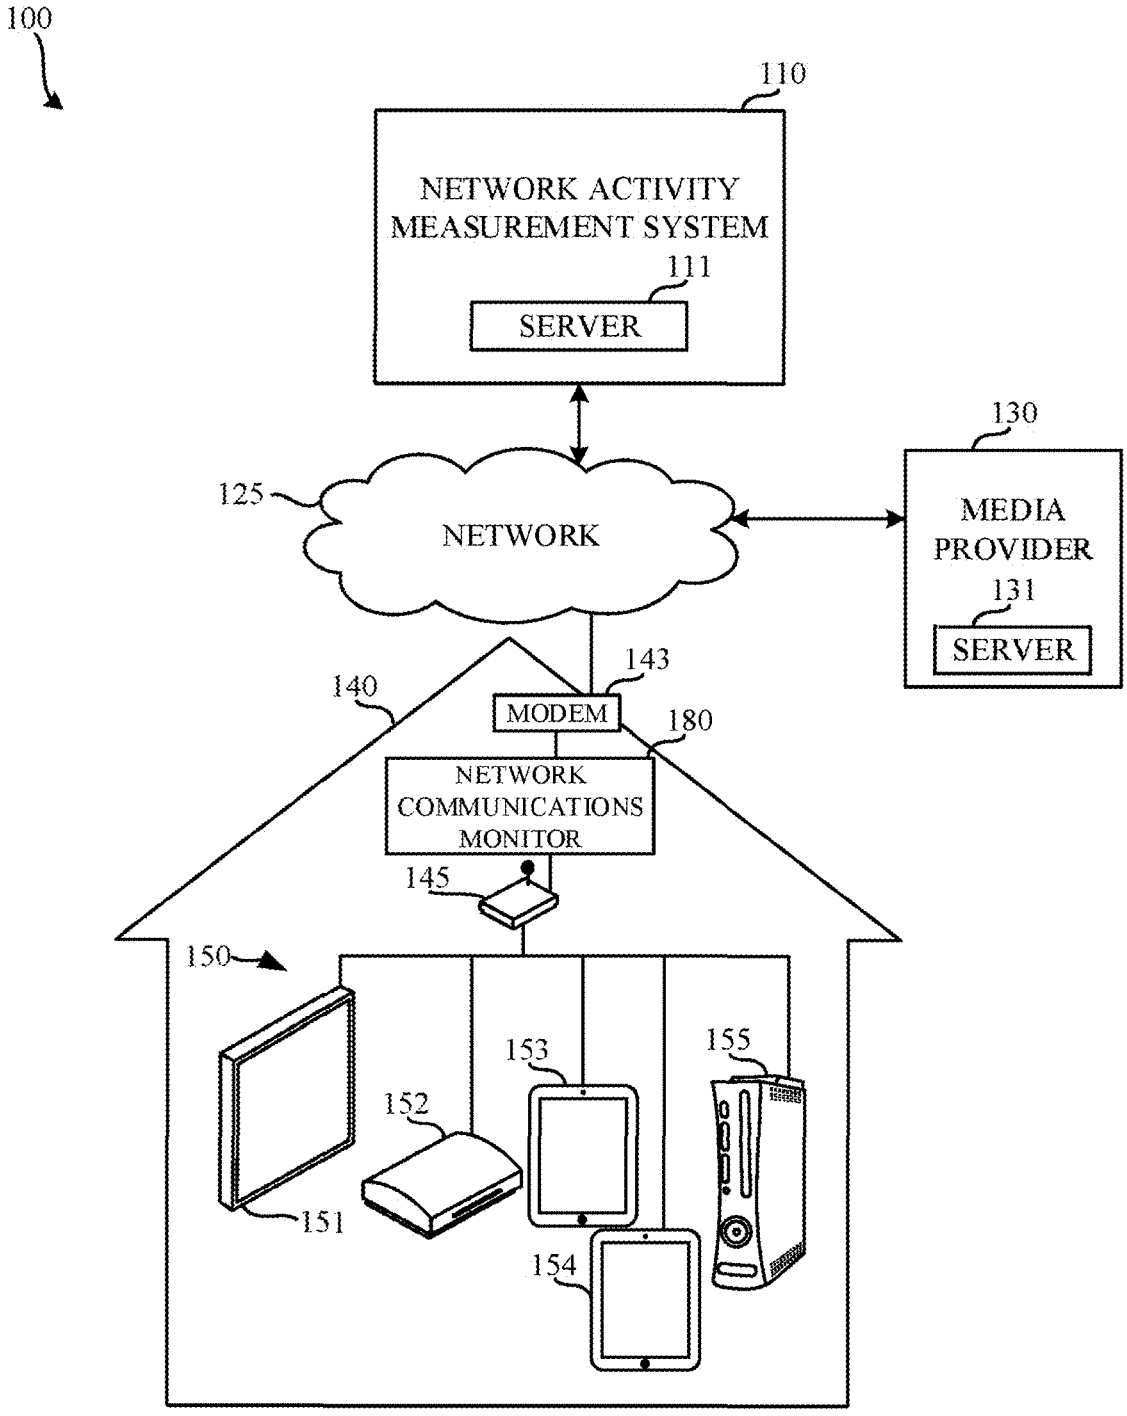 100
110
NETWORK ACTIVITY
MEASUREMENT SYSTEM
111
SERVER
125
NETWORK
130
MEDIA
PROVIDER
131
SERVER
140
143
MODEM
180
NETWORK
COMMUNICATIONS
MONITOR
145
150
151
152
153
154
155